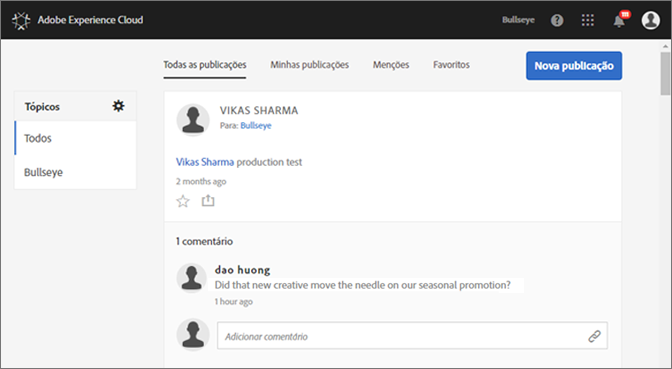 Adobe Experience Cloud
Bullseye
Todas as publicações
Minhas publicações
Menções
Favoritos
Nova publicação
Tópicos
Todos
Bullseye
VIKAS SHARMA
Para: Bullseye
Vikas Sharma production test
2 months ago
1 comentário
dao huong
Did that new creative move the needle on our seasonal promotion?
1 hour ago
Adicionar comentário